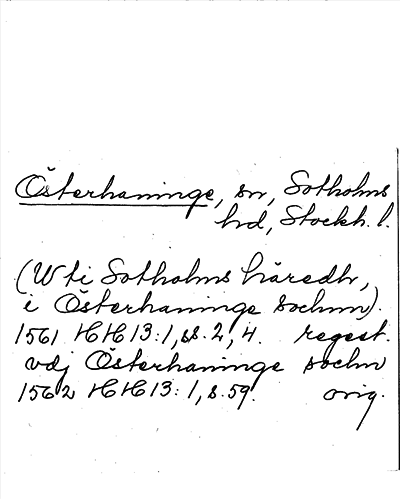 Österhaninge, sn, Sotholms
hd, Stockh. l.
(W ti Sotholms häredh,
i Österhaninge sochnn).
1561 HH 13:1, ss. 2, 4. regest.
vdj Österhaninge sochn
1562 HH 13:1, s. 59. orig.